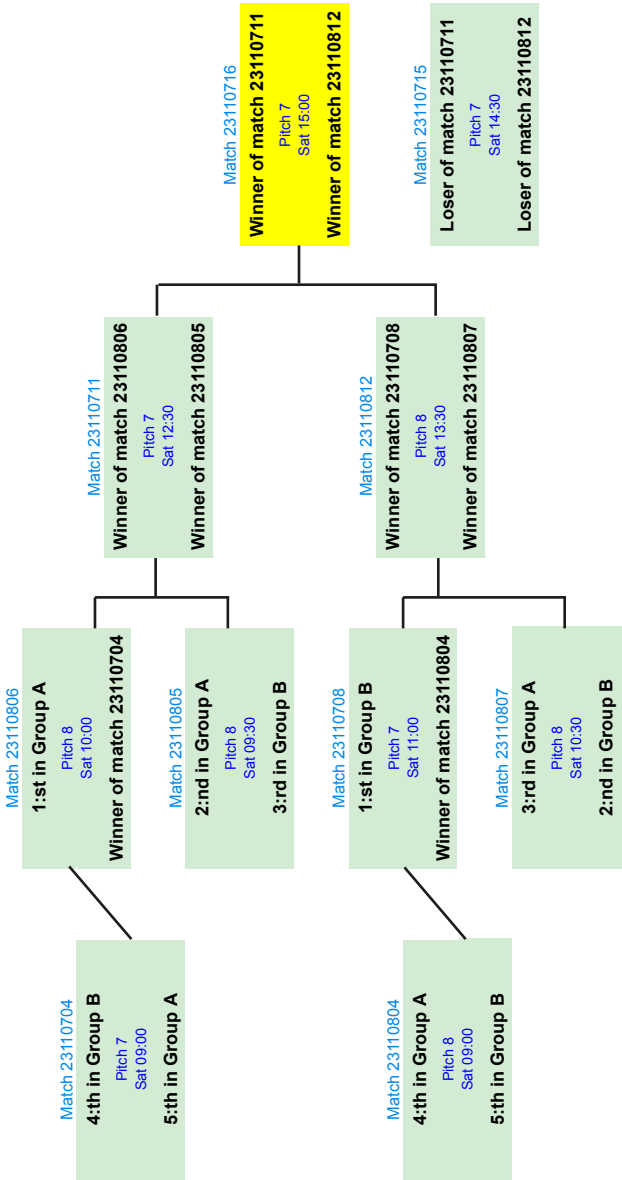 Match 23110704
4:th in Group B
Pitch 7
Sat 09:00
5:th in Group A
Match 23110804
4:th in Group A
Pitch 8
Sat 09:00
5:th in Group B
Match 23110806
1:st in Group A
Pitch 8
Sat 10:00
Winner of match 23110704
Match 23110805
2:nd in Group A
Pitch 8
Sat 09:30
3:rd in Group B
Match 23110708
1:st in Group B
Pitch 7
Sat 11:00
Winner of match 23110804
Match 23110807
3:rd in Group A
Pitch 8
Sat 10:30
2:nd in Group B
Match 23110711
Winner of match 23110806
Pitch 7
Sat 12:30
Winner of match 23110805
Match 23110812
Winner of match 23110708
Pitch 8
Sat 13:30
Winner of match 23110807
Match 23110716
Winner of match 23110711
Pitch 7
Sat 15:00
Winner of match 23110812
Match 23110715
Loser of match 23110711
Pitch 7
Sat 14:30
Loser of match 23110812